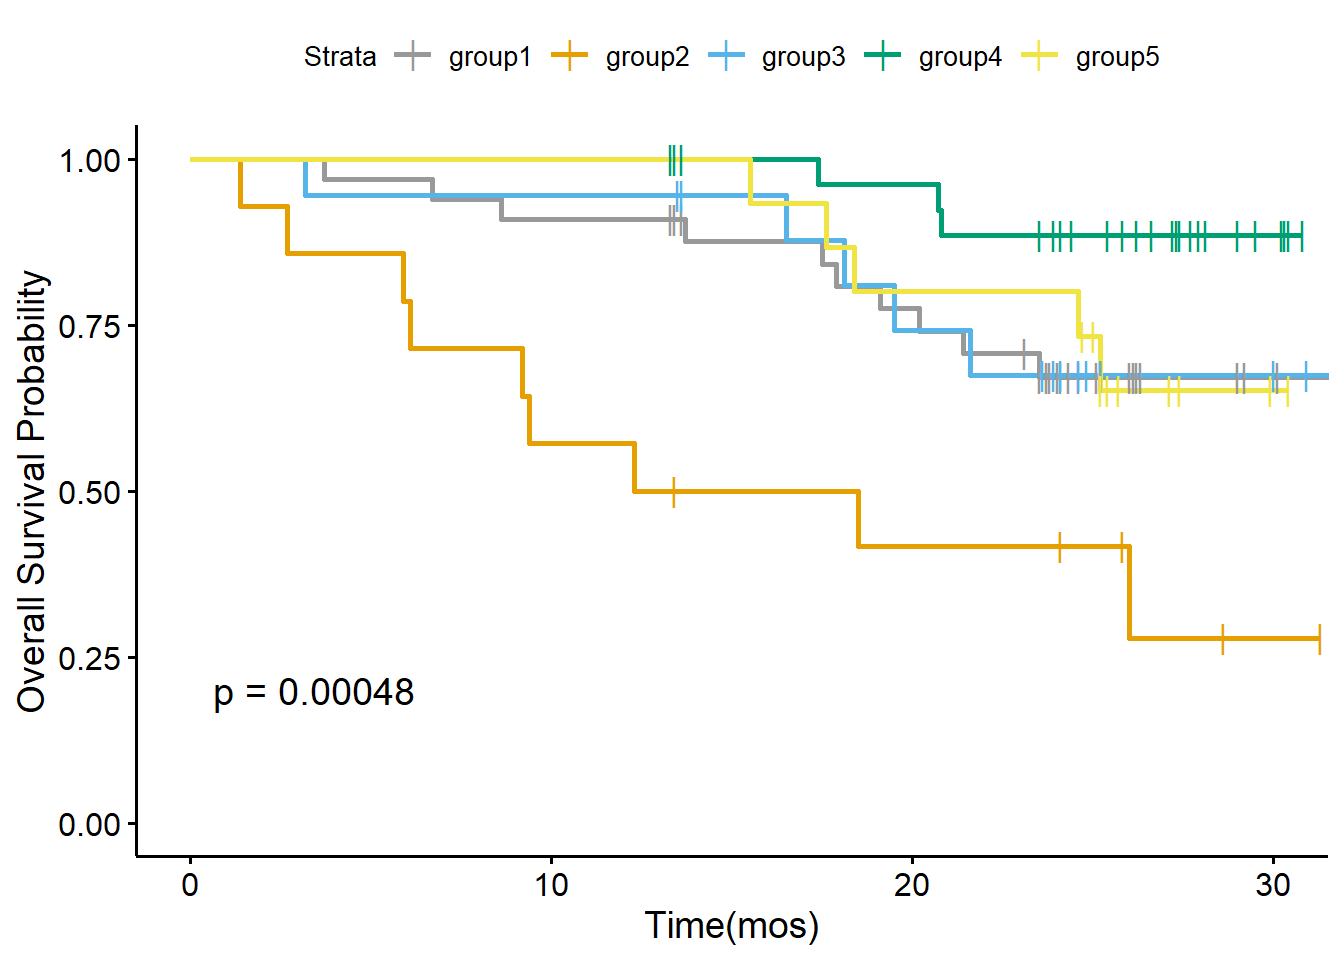 Strata group1 group2 group3 group4 group5
1.00
0.75
0.50
0.25
0.00
Overall Survival Probability
p = 0.00048
0 10 20 30
Time(mos)